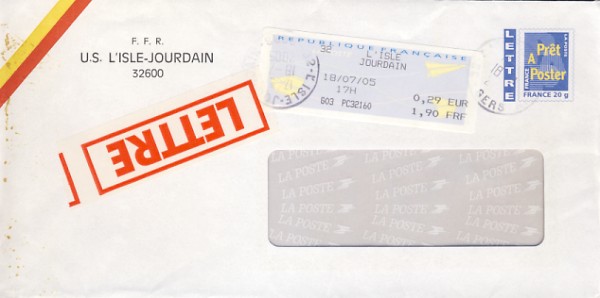 F. F. R.
U.S. L'ISLE-JOURDAIN
32600
REPUBLIQUE FRANCAISE
32 L'ISLE
JOURDAIN
18/07/05
17H
603 PC32160
0,29 EUR
1,90 FRF
LETTRE
Prêt
A
Poster
FRANCE 20 g
LETTRE
LA POSTE